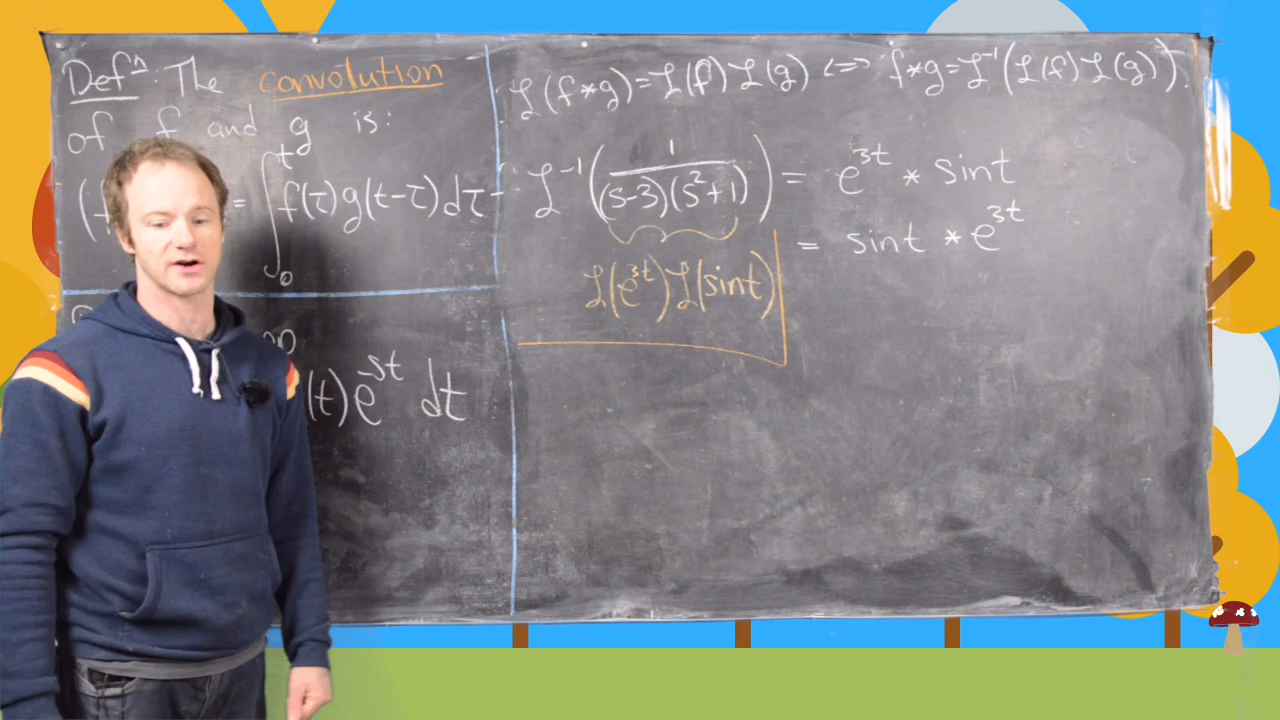 Defⁿ: The convolution
of f and g is:
( = ∫₀ᵗ f(τ)g(t-τ)dτ
∞
(t)e^{-st} dt
ℒ(f*g)=ℒ(f)ℒ(g) ⟺ f*g=ℒ⁻¹(ℒ(f)ℒ(g)).
ℒ⁻¹(1/((s-3)(s²+1))) = e^{3t} * sint
= sint * e^{3t}
ℒ(e^{3t})ℒ(sint)